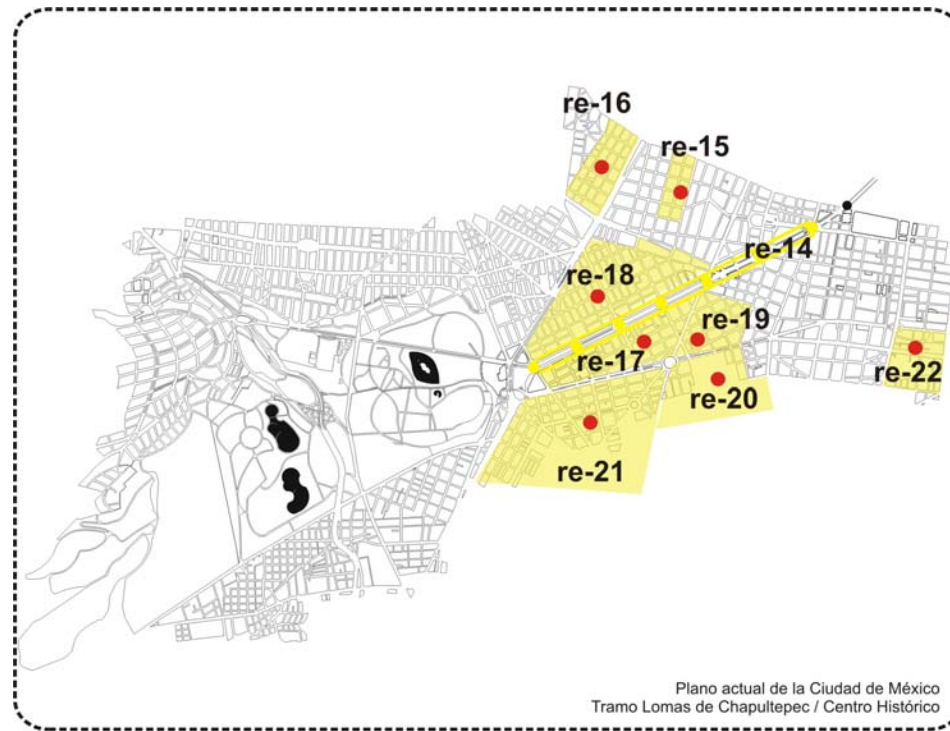 re-16
re-15
re-14
re-18
re-19
re-17
re-22
re-20
re-21
Plano actual de la Ciudad de México
Tramo Lomas de Chapultepec / Centro Histórico